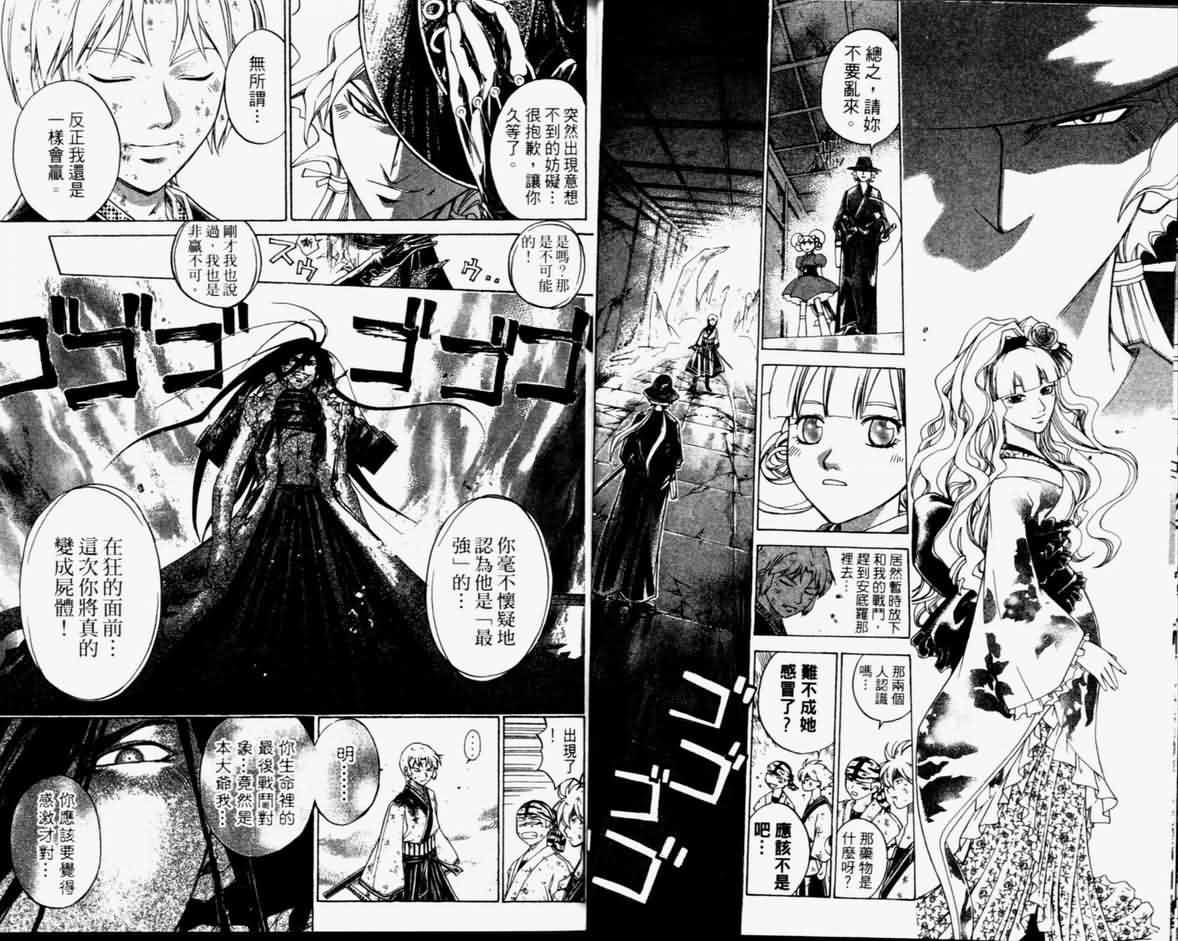 總之，請妳
不要亂來。
居然暫時放下
和我的戰鬥，
趕到安底羅那
裡去…
那兩個
人認識
嗎…
那藥物是
什麼呀？
難不成她
感冒了？
應該不是
吧…
ゴゴ
ゴゴ
突然出現意想
不到的妨礙…
很抱歉，讓你
久等了。
無所謂…
反正我還是
一樣會贏。
是嗎？那
是不可能
的！
ゥ‥
スゥ
剛才我也說
過，我也是
非贏不可。
ゴゴゴ
ゴゴゴ
你毫不懷疑地
認為他是「最
強」的…
在狂的面前…
這次你將真的
變成屍體！
出現了
！
…
明……
你生命裡的
最後戰鬥對
象…竟然是
本大爺我…
你應該要覺得
感激才對…